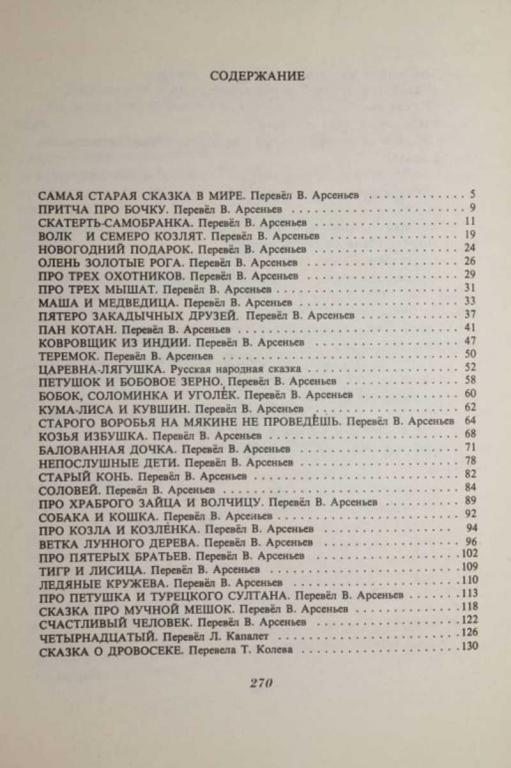 СОДЕРЖАНИЕ
САМАЯ СТАРАЯ СКАЗКА В МИРЕ. Перевёл В. Арсеньев . . . . . . . . . . . . 5
ПРИТЧА ПРО БОЧКУ. Перевёл В. Арсеньев . . . . . . . . . . . . 9
СКАТЕРТЬ-САМОБРАНКА. Перевёл В. Арсеньев . . . . . . . . . . . . 11
ВОЛК И СЕМЕРО КОЗЛЯТ. Перевёл В. Арсеньев . . . . . . . . . . . . 19
НОВОГОДНИЙ ПОДАРОК. Перевёл В. Арсеньев . . . . . . . . . . . . 24
ОЛЕНЬ ЗОЛОТЫЕ РОГА. Перевёл В. Арсеньев . . . . . . . . . . . . 26
ПРО ТРЕХ ОХОТНИКОВ. Перевёл В. Арсеньев . . . . . . . . . . . . 29
ПРО ТРЕХ МЫШАТ. Перевёл В. Арсеньев . . . . . . . . . . . . 31
МАША И МЕДВЕДИЦА. Перевёл В. Арсеньев . . . . . . . . . . . . 33
ПЯТЕРО ЗАКАДЫЧНЫХ ДРУЗЕЙ. Перевёл В. Арсеньев . . . . . . . . . . . . 37
ПАН КОТАН. Перевёл В. Арсеньев . . . . . . . . . . . . 41
КОВРОВЩИК ИЗ ИНДИИ. Перевёл В. Арсеньев . . . . . . . . . . . . 47
ТЕРЕМОК. Перевёл В. Арсеньев . . . . . . . . . . . . 50
ЦАРЕВНА-ЛЯГУШКА. Русская народная сказка . . . . . . . . . . . . 52
ПЕТУШОК И БОБОВОЕ ЗЕРНО. Перевёл В. Арсеньев . . . . . . . . . . . . 58
БОБОК, СОЛОМИНКА И УГОЛЁК. Перевёл В. Арсеньев . . . . . . . . . . . . 60
КУМА-ЛИСА И КУВШИН. Перевёл В. Арсеньев . . . . . . . . . . . . 62
СТАРОГО ВОРОБЬЯ НА МЯКИНЕ НЕ ПРОВЕДЁШЬ. Перевёл В. Арсеньев 64
КОЗЬЯ ИЗБУШКА. Перевёл В. Арсеньев . . . . . . . . . . . . 68
БАЛОВАННАЯ ДОЧКА. Перевёл В. Арсеньев . . . . . . . . . . . . 71
НЕПОСЛУШНЫЕ ДЕТИ. Перевёл В. Арсеньев . . . . . . . . . . . . 78
СТАРЫЙ КОНЬ. Перевёл В. Арсеньев . . . . . . . . . . . . 82
СОЛОВЕЙ. Перевёл В. Арсеньев . . . . . . . . . . . . 84
ПРО ХРАБРОГО ЗАЙЦА И ВОЛЧИЦУ. Перевёл В. Арсеньев . . . . . . . . . . . . 89
СОБАКА И КОШКА. Перевёл В. Арсеньев . . . . . . . . . . . . 92
ПРО КОЗЛА И КОЗЛЁНКА. Перевёл В. Арсеньев . . . . . . . . . . . . 94
ВЕТКА ЛУННОГО ДЕРЕВА. Перевёл В. Арсеньев . . . . . . . . . . . . 96
ПРО ПЯТЕРЫХ БРАТЬЕВ. Перевёл В. Арсеньев . . . . . . . . . . . . 102
ТИГР И ЛИСИЦА. Перевёл В. Арсеньев . . . . . . . . . . . . 109
ЛЕДЯНЫЕ КРУЖЕВА. Перевёл В. Арсеньев . . . . . . . . . . . . 110
ПРО ПЕТУШКА И ТУРЕЦКОГО СУЛТАНА. Перевёл В. Арсеньев . . . . . . . . . . . . 113
СКАЗКА ПРО МУЧНОЙ МЕШОК. Перевёл В. Арсеньев . . . . . . . . . . . . 118
СЧАСТЛИВЫЙ ЧЕЛОВЕК. Перевёл В. Арсеньев . . . . . . . . . . . . 122
ЧЕТЫРНАДЦАТЫЙ. Перевёл Л. Капалет . . . . . . . . . . . . 126
СКАЗКА О ДРОВОСЕКЕ. Перевела Т. Колева . . . . . . . . . . . . 130
270